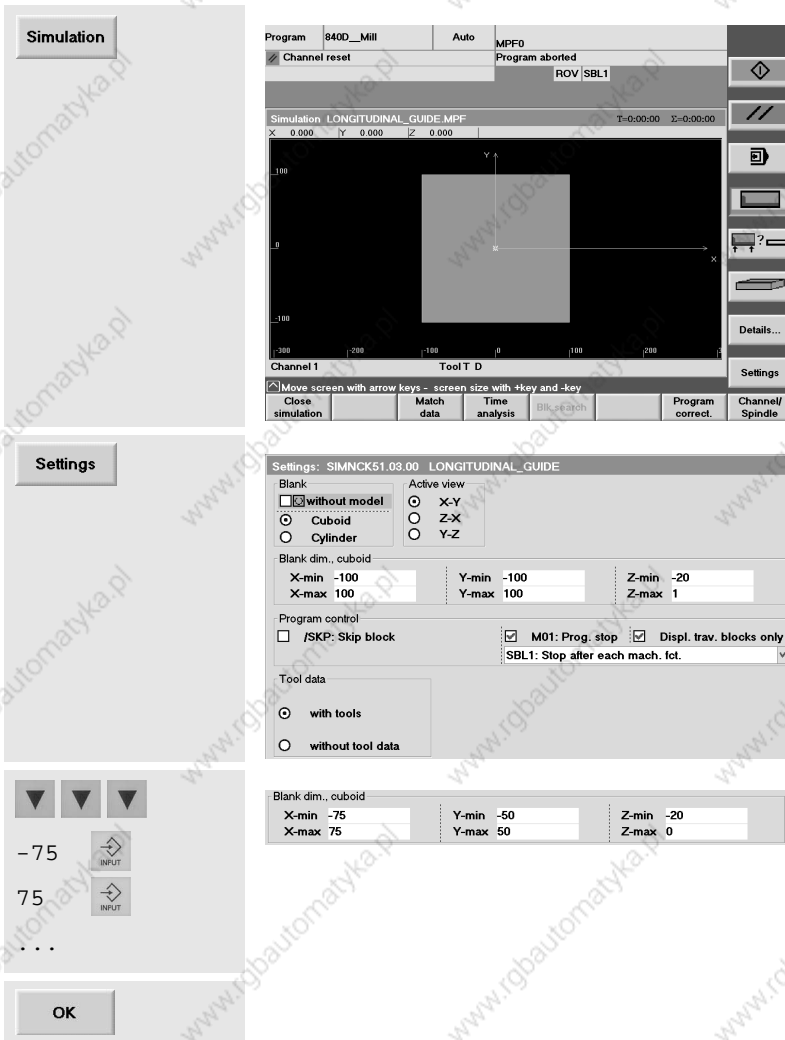 Simulation
Program 840D__Mill Auto MPF0
Channel reset Program aborted
ROV SBL1
Simulation LONGITUDINAL_GUIDE.MPF T=0:00:00 Σ=0:00:00
X 0.000 Y 0.000 Z 0.000
Y
100
0
X
-100
-300 -200 -100 0 100 200
Channel 1 Tool T D
Move screen with arrow keys - screen size with +key and -key
Close simulation
Match data
Time analysis
Blk.search
Program correct.
Channel/ Spindle
?
Details...
Settings
Settings
Settings: SIMNCK51.03.00 LONGITUDINAL_GUIDE
Blank Active view
without model X-Y
Cuboid Z-X
Cylinder Y-Z
Blank dim., cuboid
X-min -100 Y-min -100 Z-min -20
X-max 100 Y-max 100 Z-max 1
Program control
/SKP: Skip block M01: Prog. stop Displ. trav. blocks only
SBL1: Stop after each mach. fct.
Tool data
with tools
without tool data
Blank dim., cuboid
X-min -75 Y-min -50 Z-min -20
X-max 75 Y-max 50 Z-max 0
-75 INPUT
75 INPUT
...
OK
www.rgbautomatyka.pl